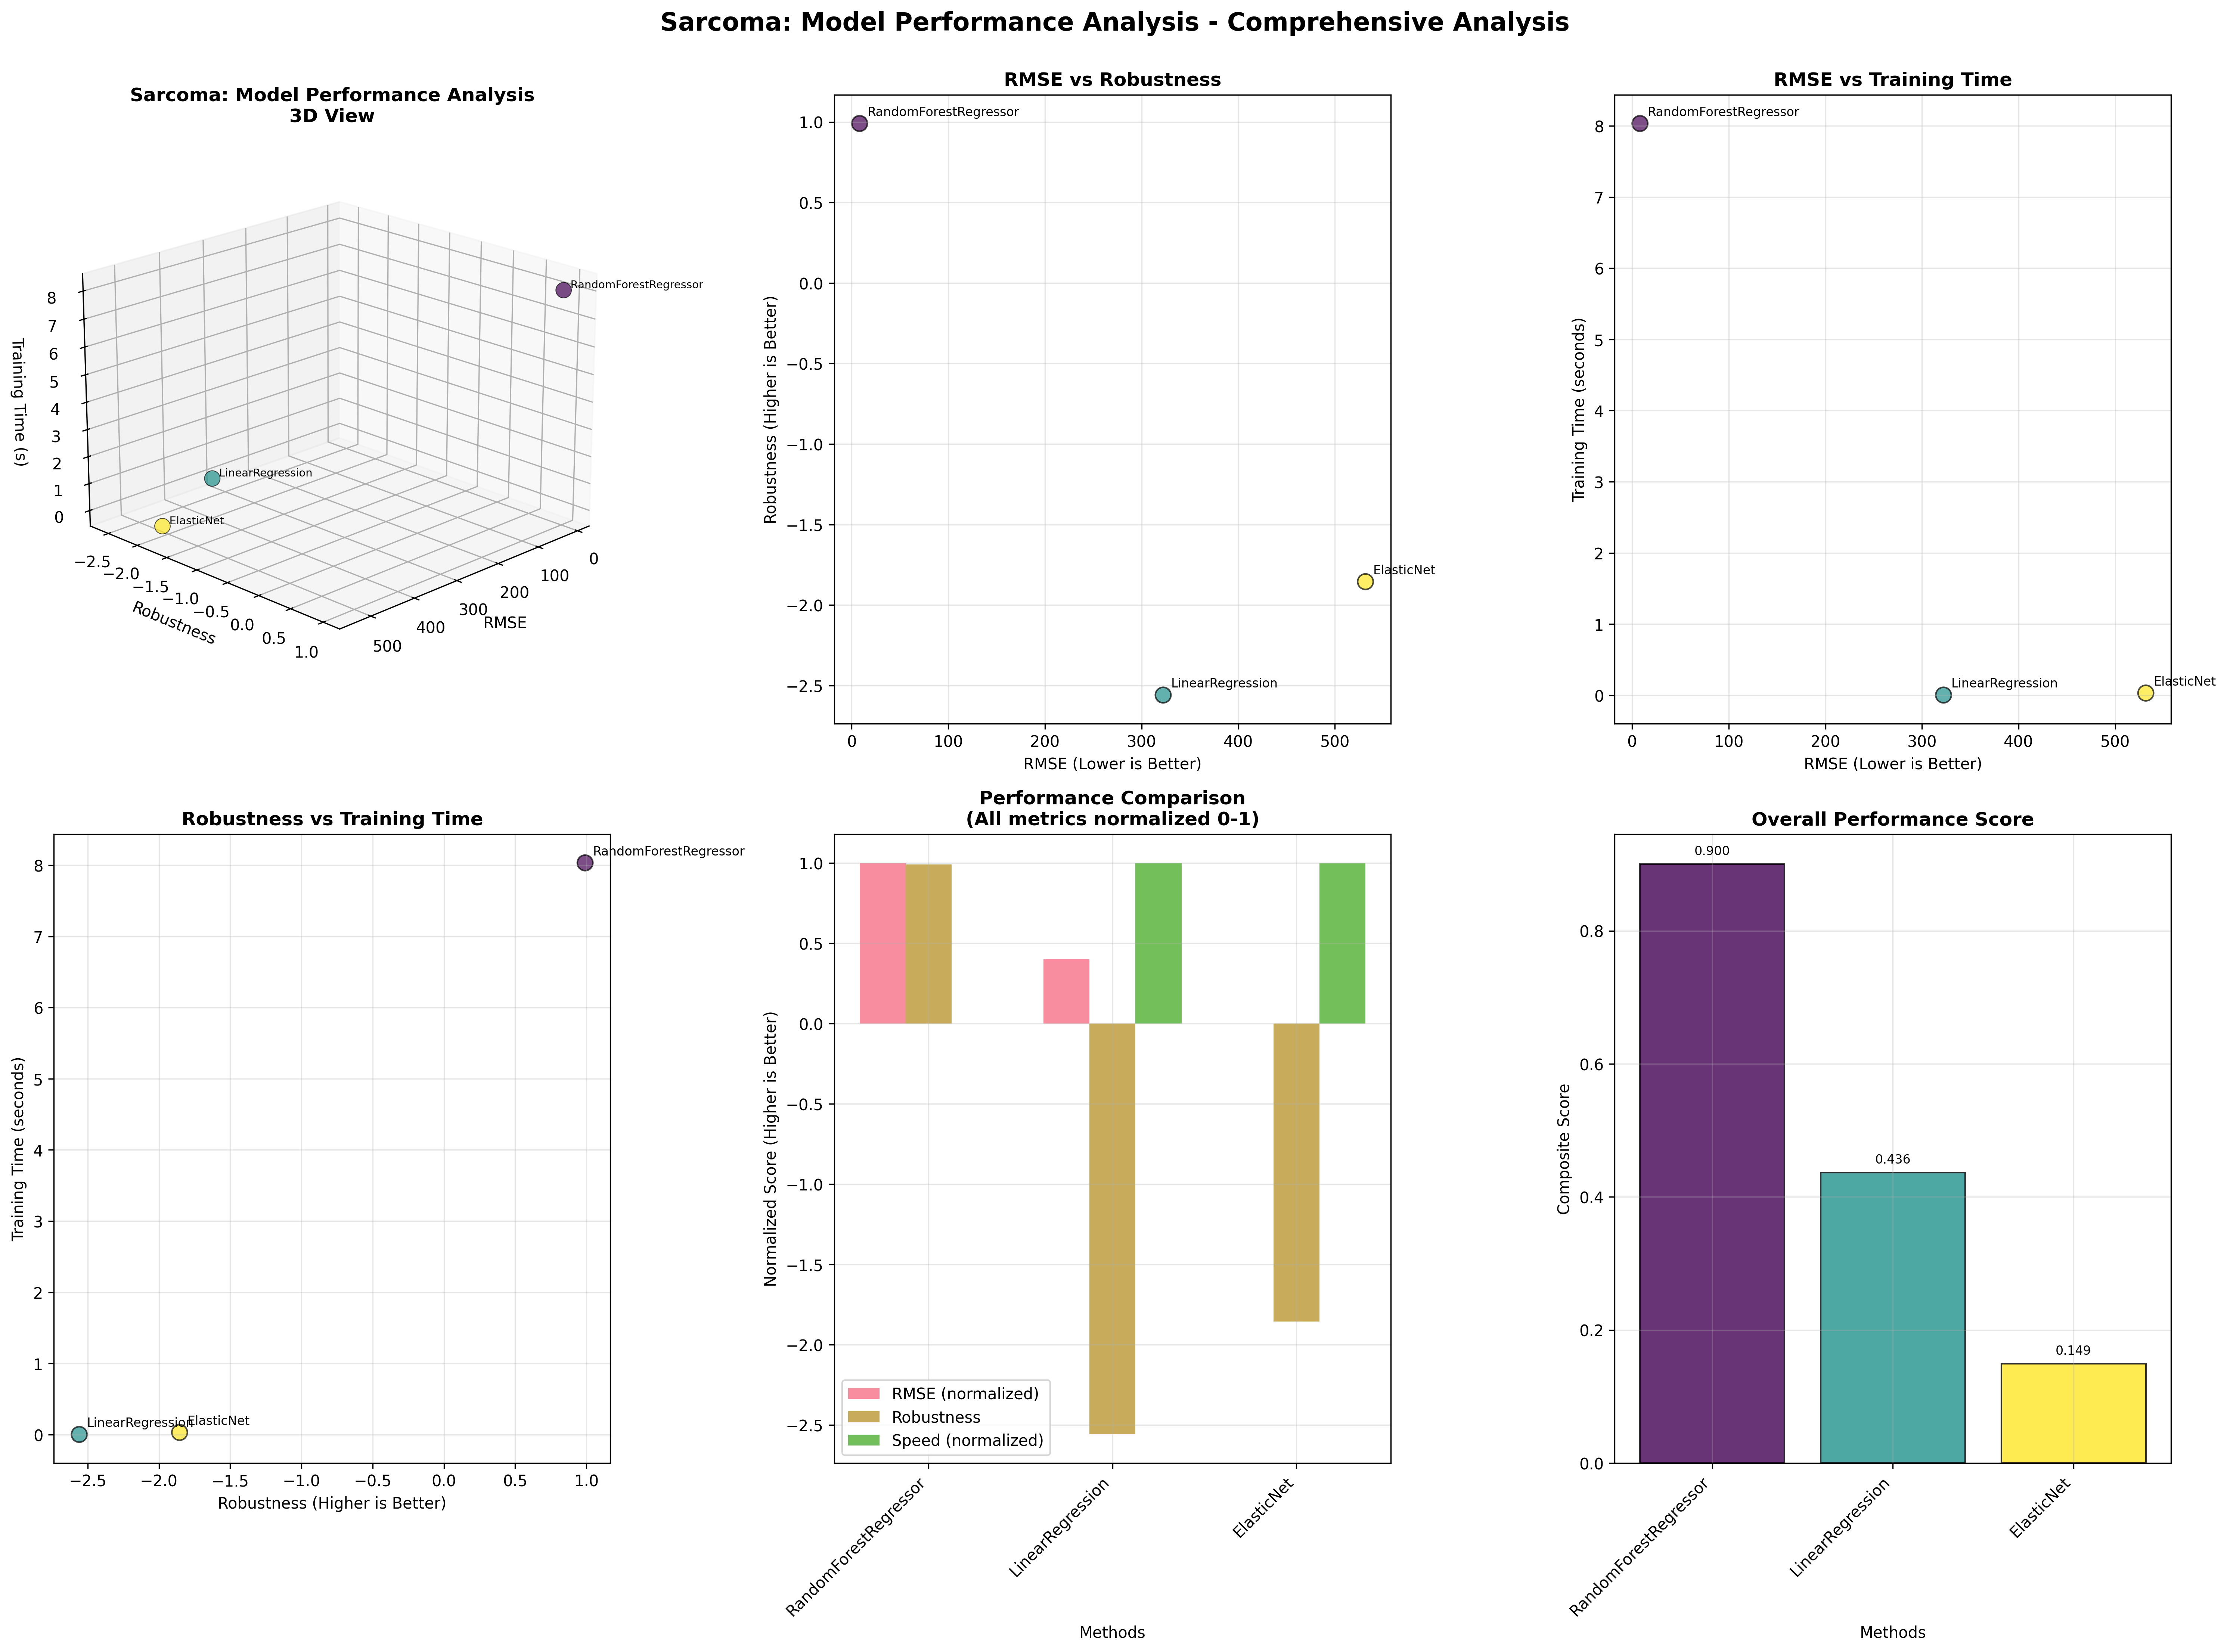 Sarcoma: Model Performance Analysis - Comprehensive Analysis
Sarcoma: Model Performance Analysis
3D View
RandomForestRegressor
LinearRegression
ElasticNet
8
7
6
5
4
3
2
1
0
Training Time (s)
−2.5
−2.0
−1.5
−1.0
−0.5
0.0
0.5
1.0
Robustness
0
100
200
300
400
500
RMSE
RMSE vs Robustness
RandomForestRegressor
ElasticNet
LinearRegression
1.0
0.5
0.0
−0.5
−1.0
−1.5
−2.0
−2.5
Robustness (Higher is Better)
0 100 200 300 400 500
RMSE (Lower is Better)
RMSE vs Training Time
RandomForestRegressor
LinearRegression
ElasticNet
8
7
6
5
4
3
2
1
0
Training Time (seconds)
0 100 200 300 400 500
RMSE (Lower is Better)
Robustness vs Training Time
RandomForestRegressor
LinearRegression
ElasticNet
8
7
6
5
4
3
2
1
0
Training Time (seconds)
−2.5 −2.0 −1.5 −1.0 −0.5 0.0 0.5 1.0
Robustness (Higher is Better)
Performance Comparison
(All metrics normalized 0-1)
1.0
0.5
0.0
−0.5
−1.0
−1.5
−2.0
−2.5
Normalized Score (Higher is Better)
RMSE (normalized)
Robustness
Speed (normalized)
RandomForestRegressor
LinearRegression
ElasticNet
Methods
Overall Performance Score
0.900
0.436
0.149
0.8
0.6
0.4
0.2
0.0
Composite Score
RandomForestRegressor
LinearRegression
ElasticNet
Methods